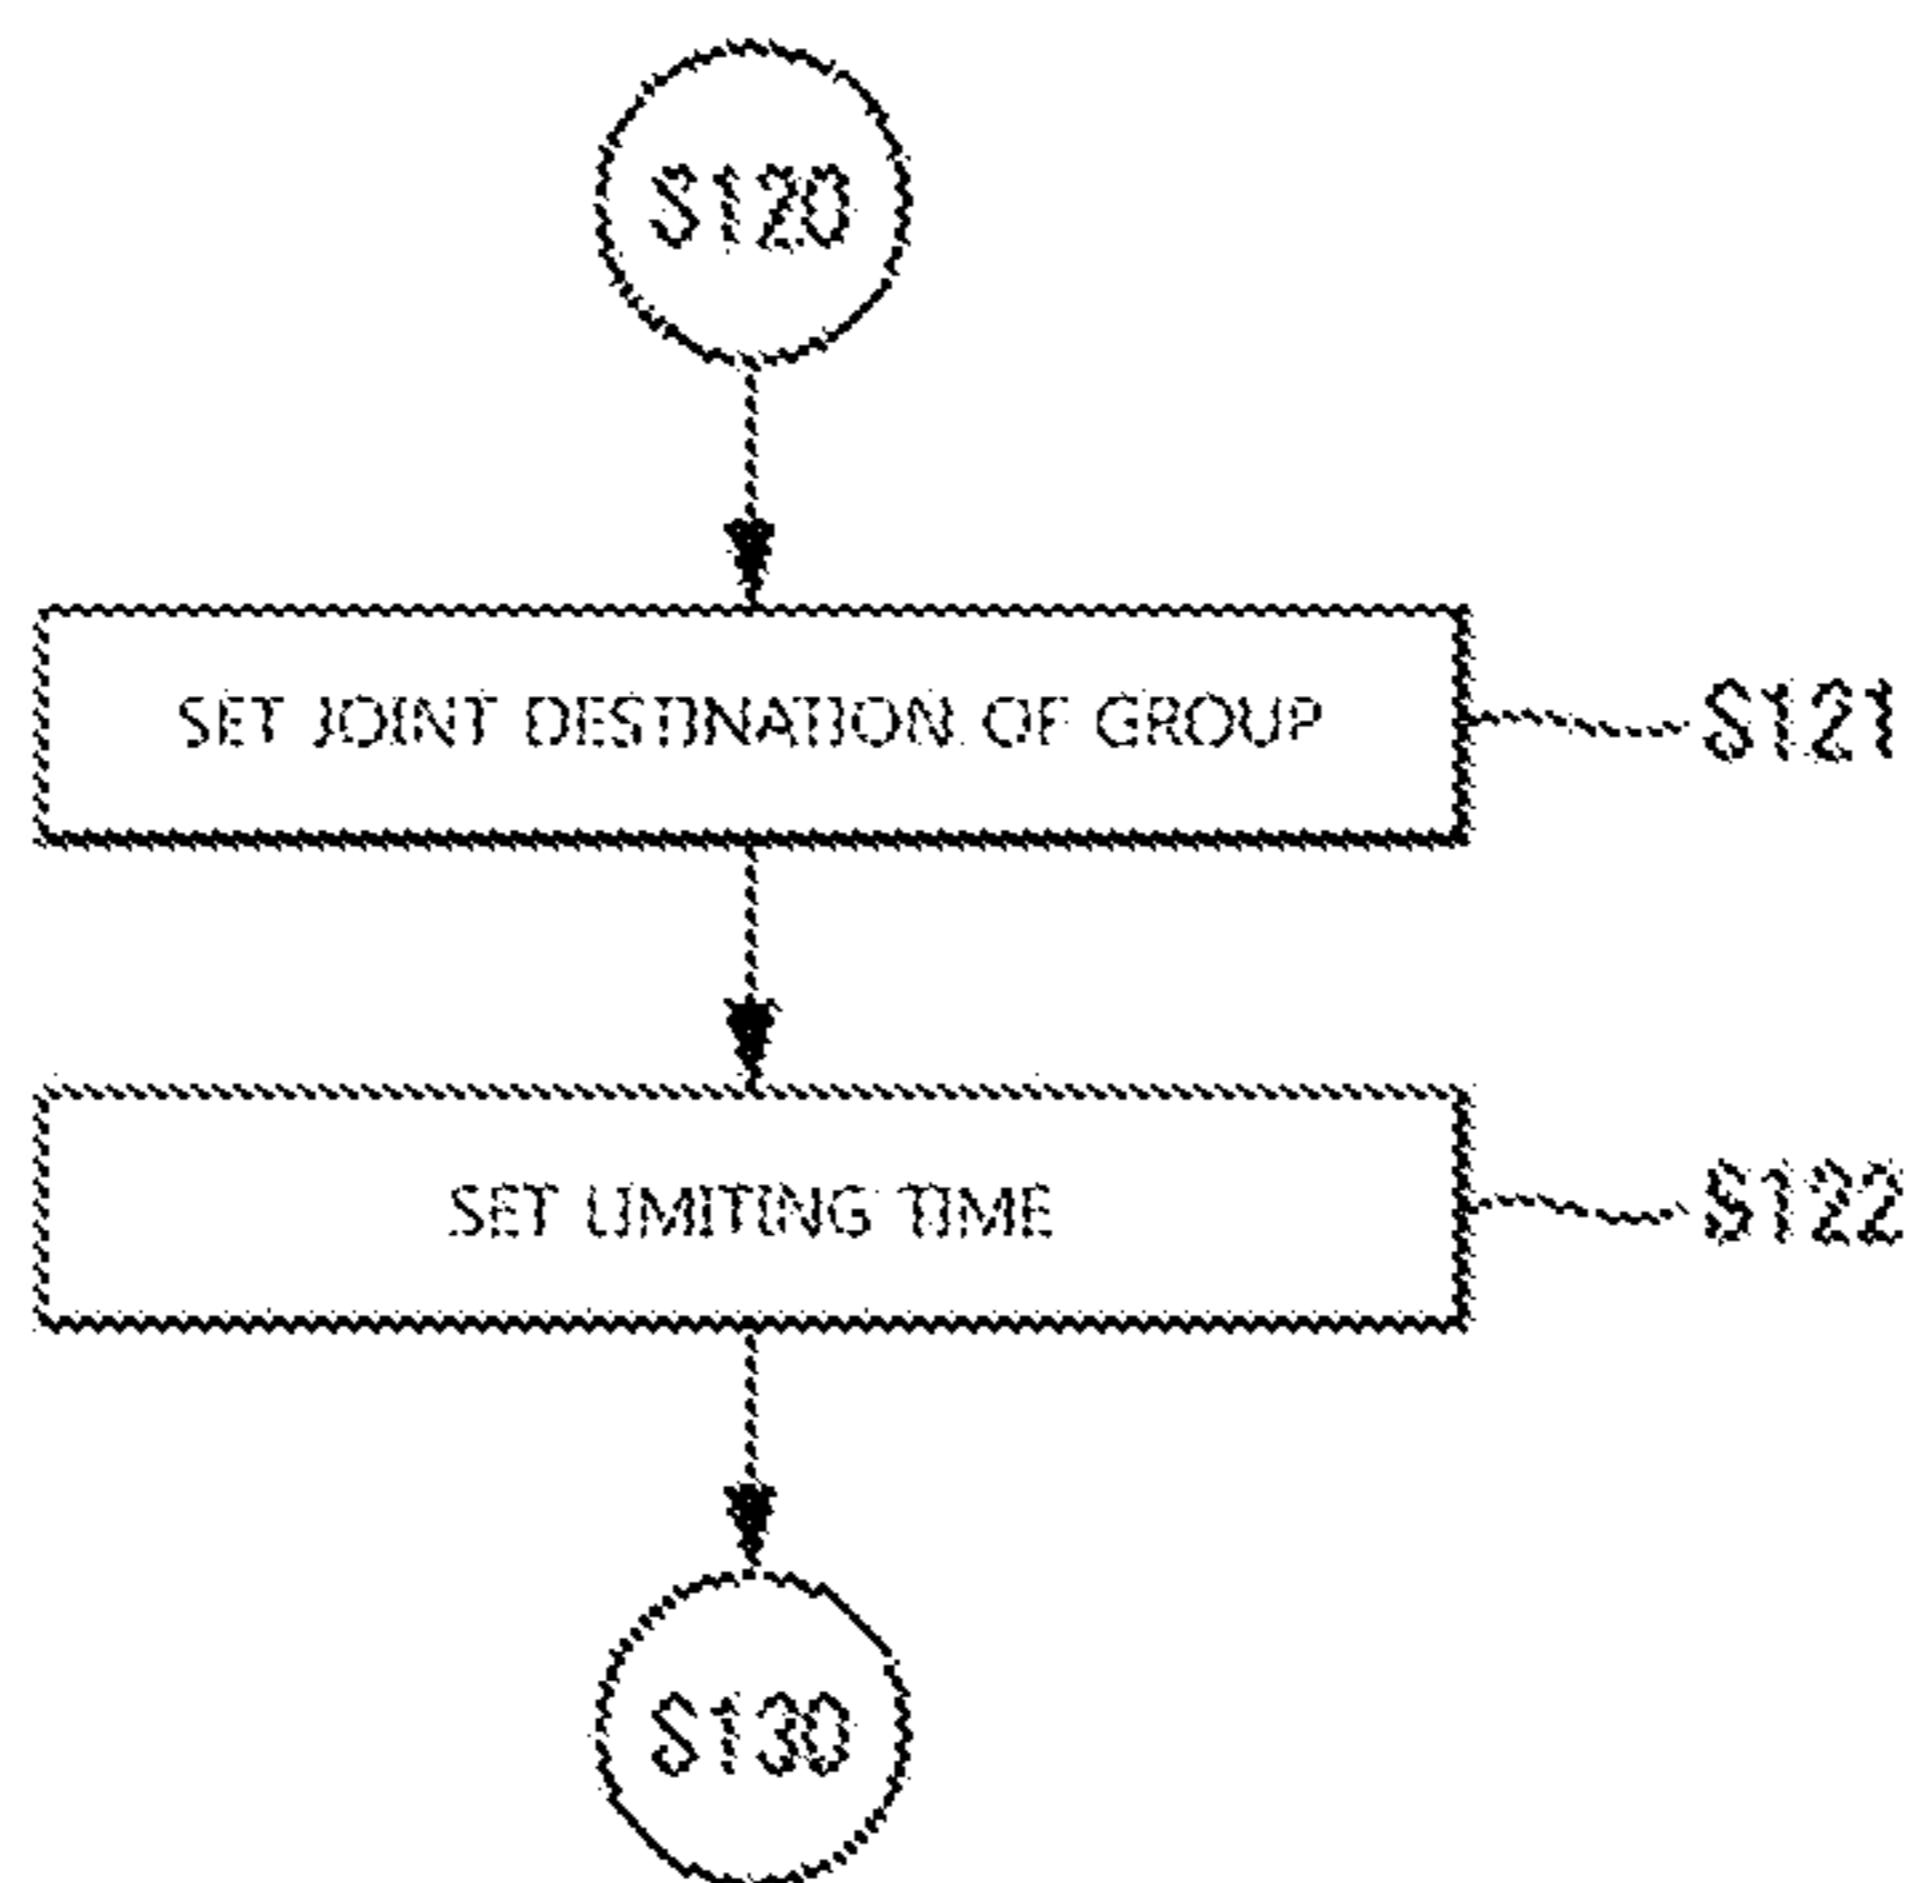 S120
SET JOINT DESTINATION OF GROUP
S121
SET LIMITING TIME
S122
S130